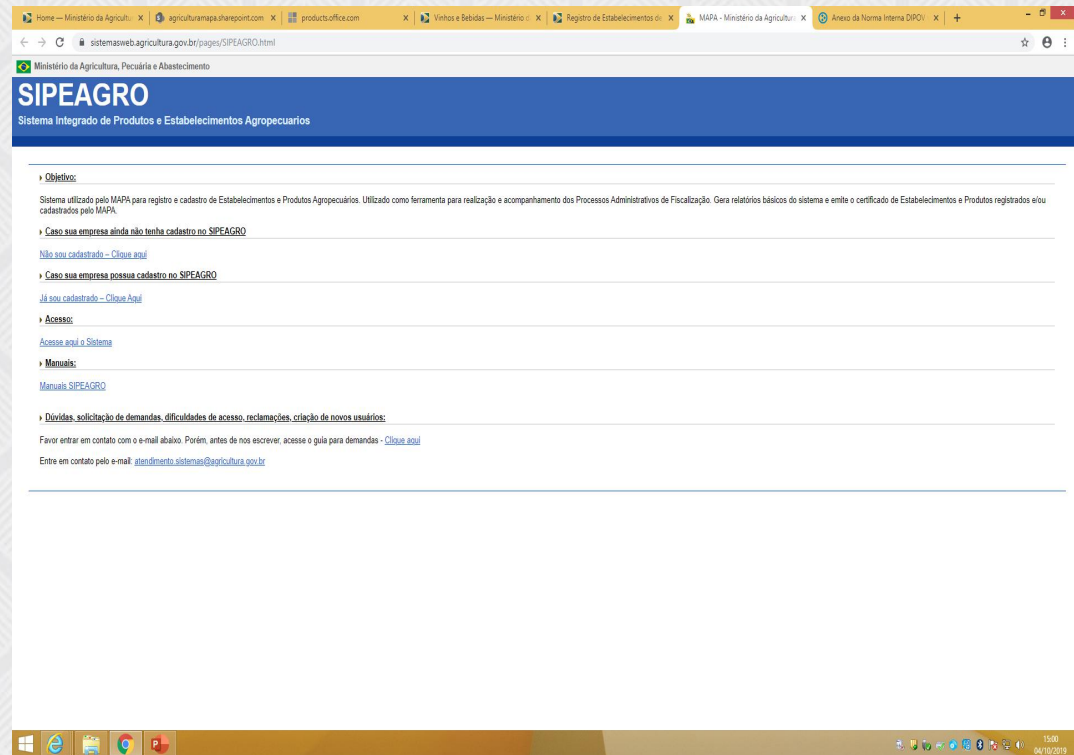 Home — Ministério da Agricultu
agriculturamapa.sharepoint.com
products.office.com
Vinhos e Bebidas — Ministério d
Registro de Estabelecimentos de
MAPA - Ministério da Agricultur
Anexo da Norma Interna DIPOV
sistemasweb.agricultura.gov.br/pages/SIPEAGRO.html
Ministério da Agricultura, Pecuária e Abastecimento
SIPEAGRO
Sistema Integrado de Produtos e Estabelecimentos Agropecuarios
Objetivo:
Sistema utilizado pelo MAPA para registro e cadastro de Estabelecimentos e Produtos Agropecuários. Utilizado como ferramenta para realização e acompanhamento dos Processos Administrativos de Fiscalização. Gera relatórios básicos do sistema e emite o certificado de Estabelecimentos e Produtos registrados e/ou
cadastrados pelo MAPA.
Caso sua empresa ainda não tenha cadastro no SIPEAGRO
Não sou cadastrado – Clique aqui
Caso sua empresa possua cadastro no SIPEAGRO
Já sou cadastrado – Clique Aqui
Acesso:
Acesse aqui o Sistema
Manuais:
Manuais SIPEAGRO
Dúvidas, solicitação de demandas, dificuldades de acesso, reclamações, criação de novos usuários:
Favor entrar em contato com o e-mail abaixo. Porém, antes de nos escrever, acesse o guia para demandas - Clique aqui
Entre em contato pelo e-mail: atendimento.sistemas@agricultura.gov.br
15:00
04/10/2019